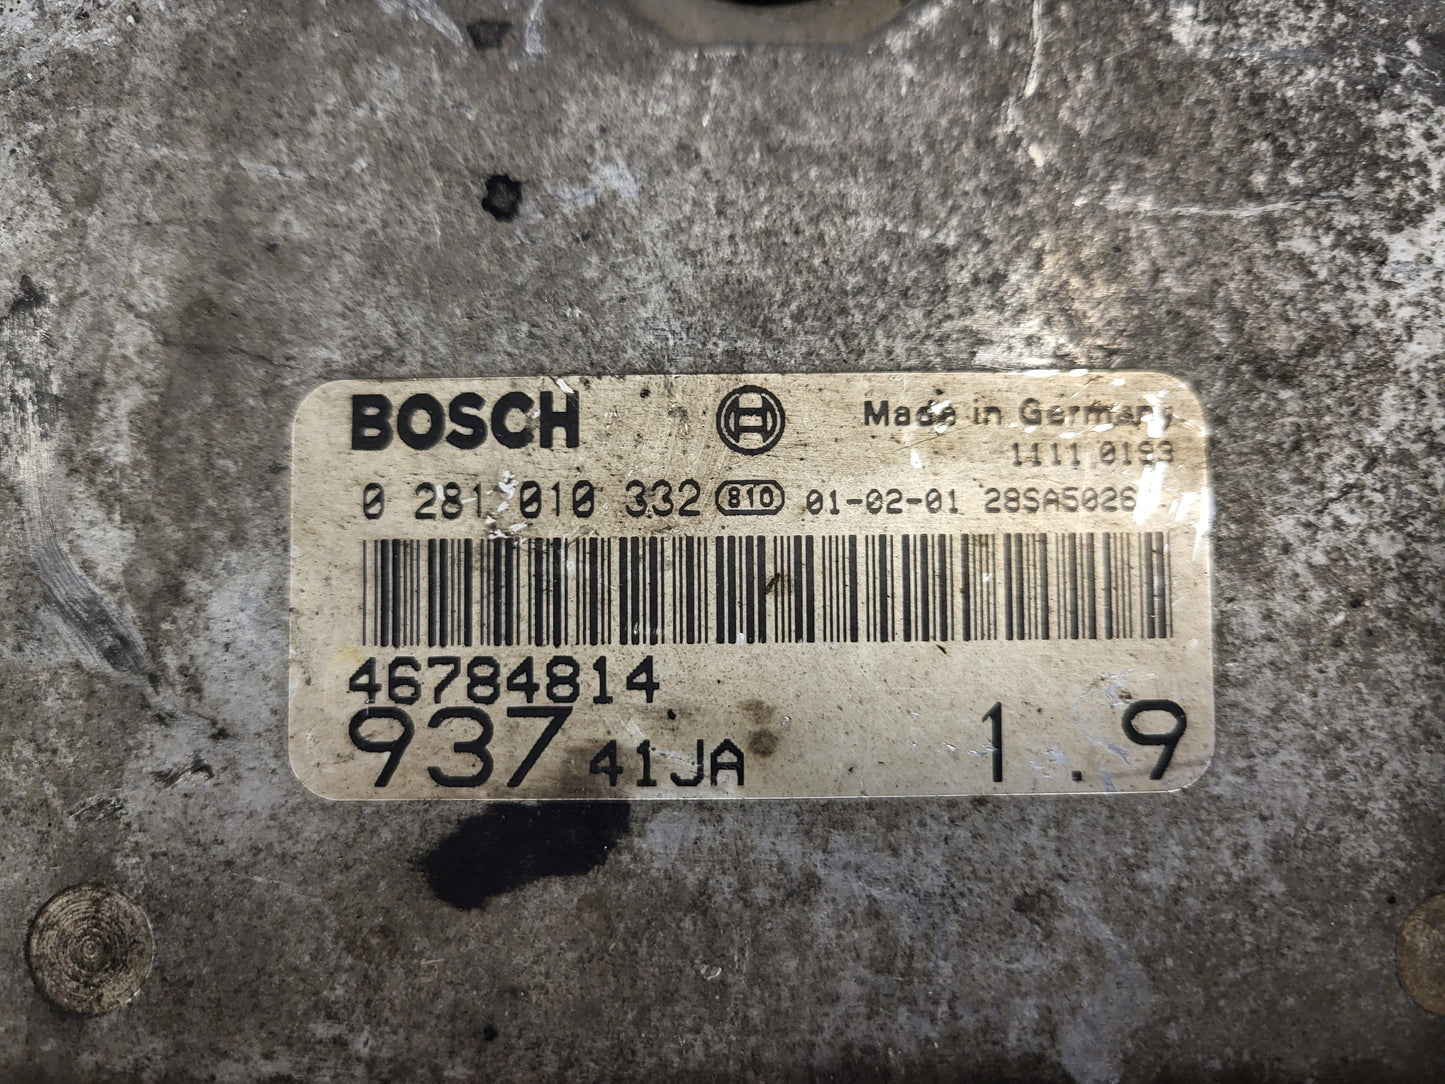 BOSCH
Made in Germany
1111 0193
0 281 010 332 810 01-02-01 28SA5026
46784814
937 41JA 1.9